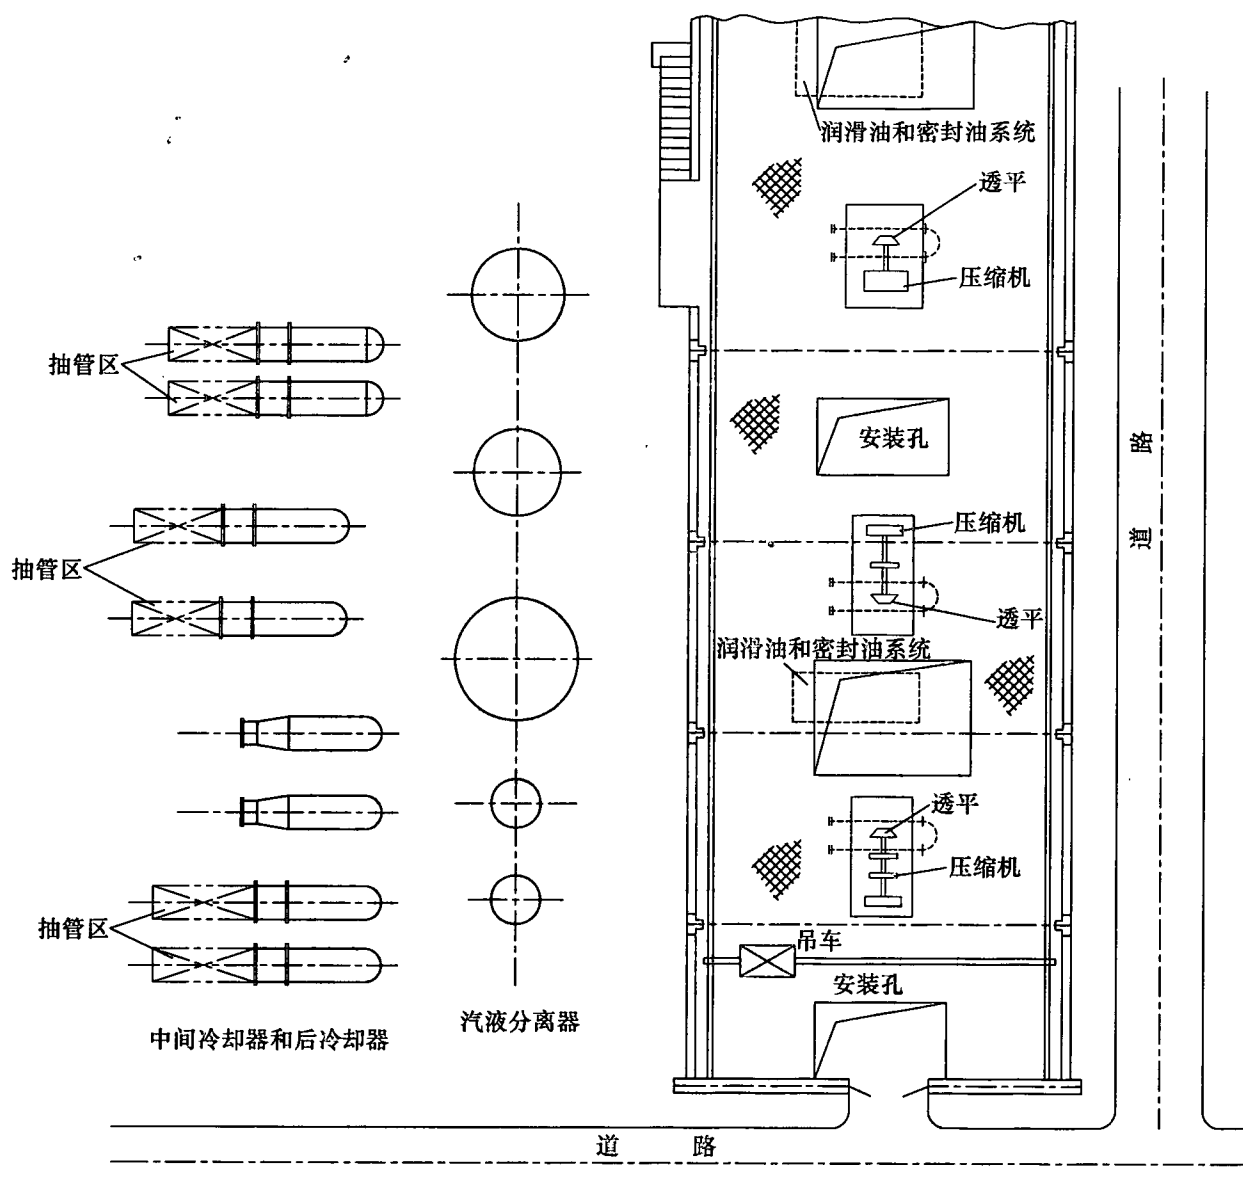 润滑油和密封油系统
透平
压缩机
抽管区
安装孔
路
道
压缩机
抽管区
透平
润滑油和密封油系统
透平
压缩机
抽管区
吊车
安装孔
汽液分离器
中间冷却器和后冷却器
道 路